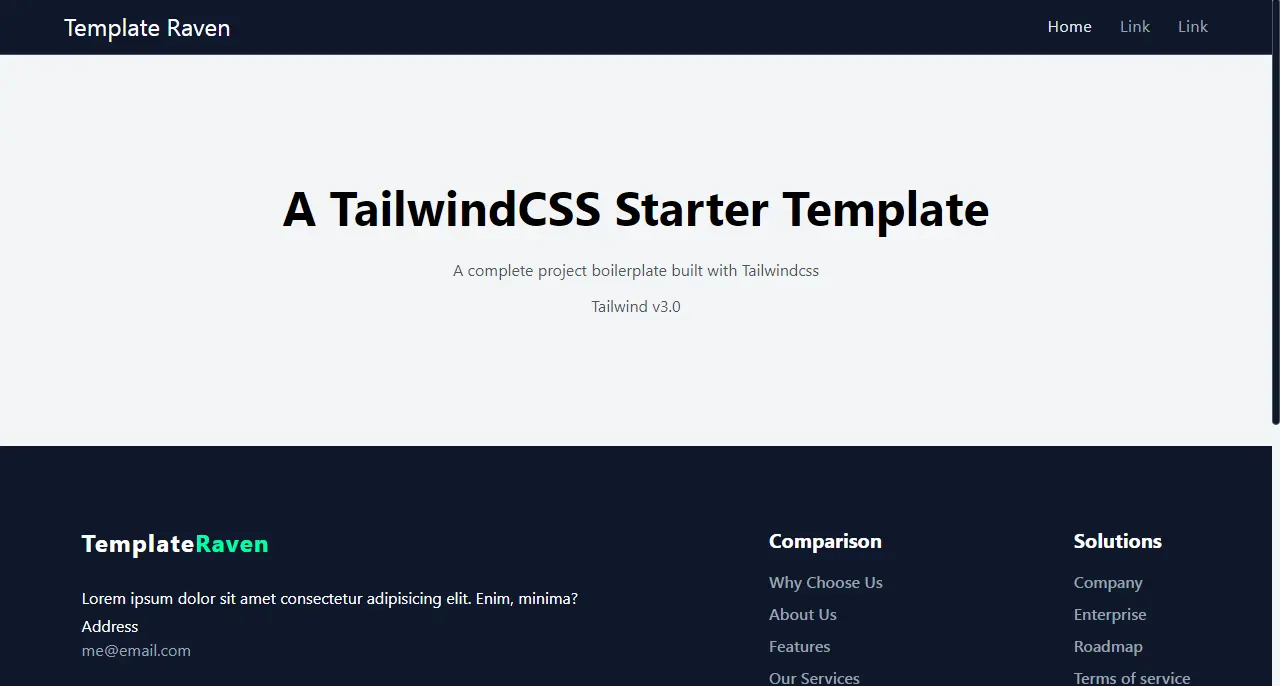 Template Raven
Home Link Link
A TailwindCSS Starter Template
A complete project boilerplate built with Tailwindcss
Tailwind v3.0
TemplateRaven
Lorem ipsum dolor sit amet consectetur adipisicing elit. Enim, minima?
Address
me@email.com
Comparison
Why Choose Us
About Us
Features
Our Services
Solutions
Company
Enterprise
Roadmap
Terms of service